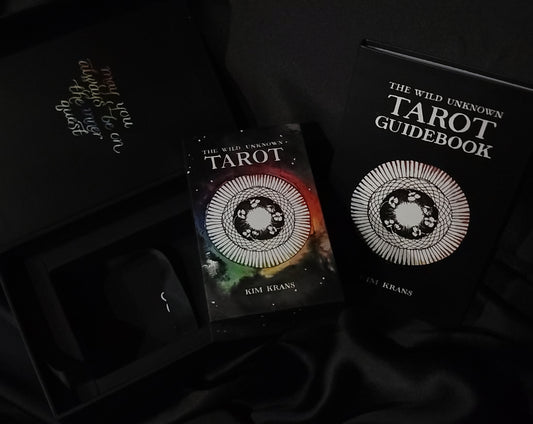 may you
always be on
the inner
quest
THE WILD UNKNOWN
TAROT
KIM KRANS
THE WILD UNKNOWN
TAROT
GUIDEBOOK
KIM KRANS